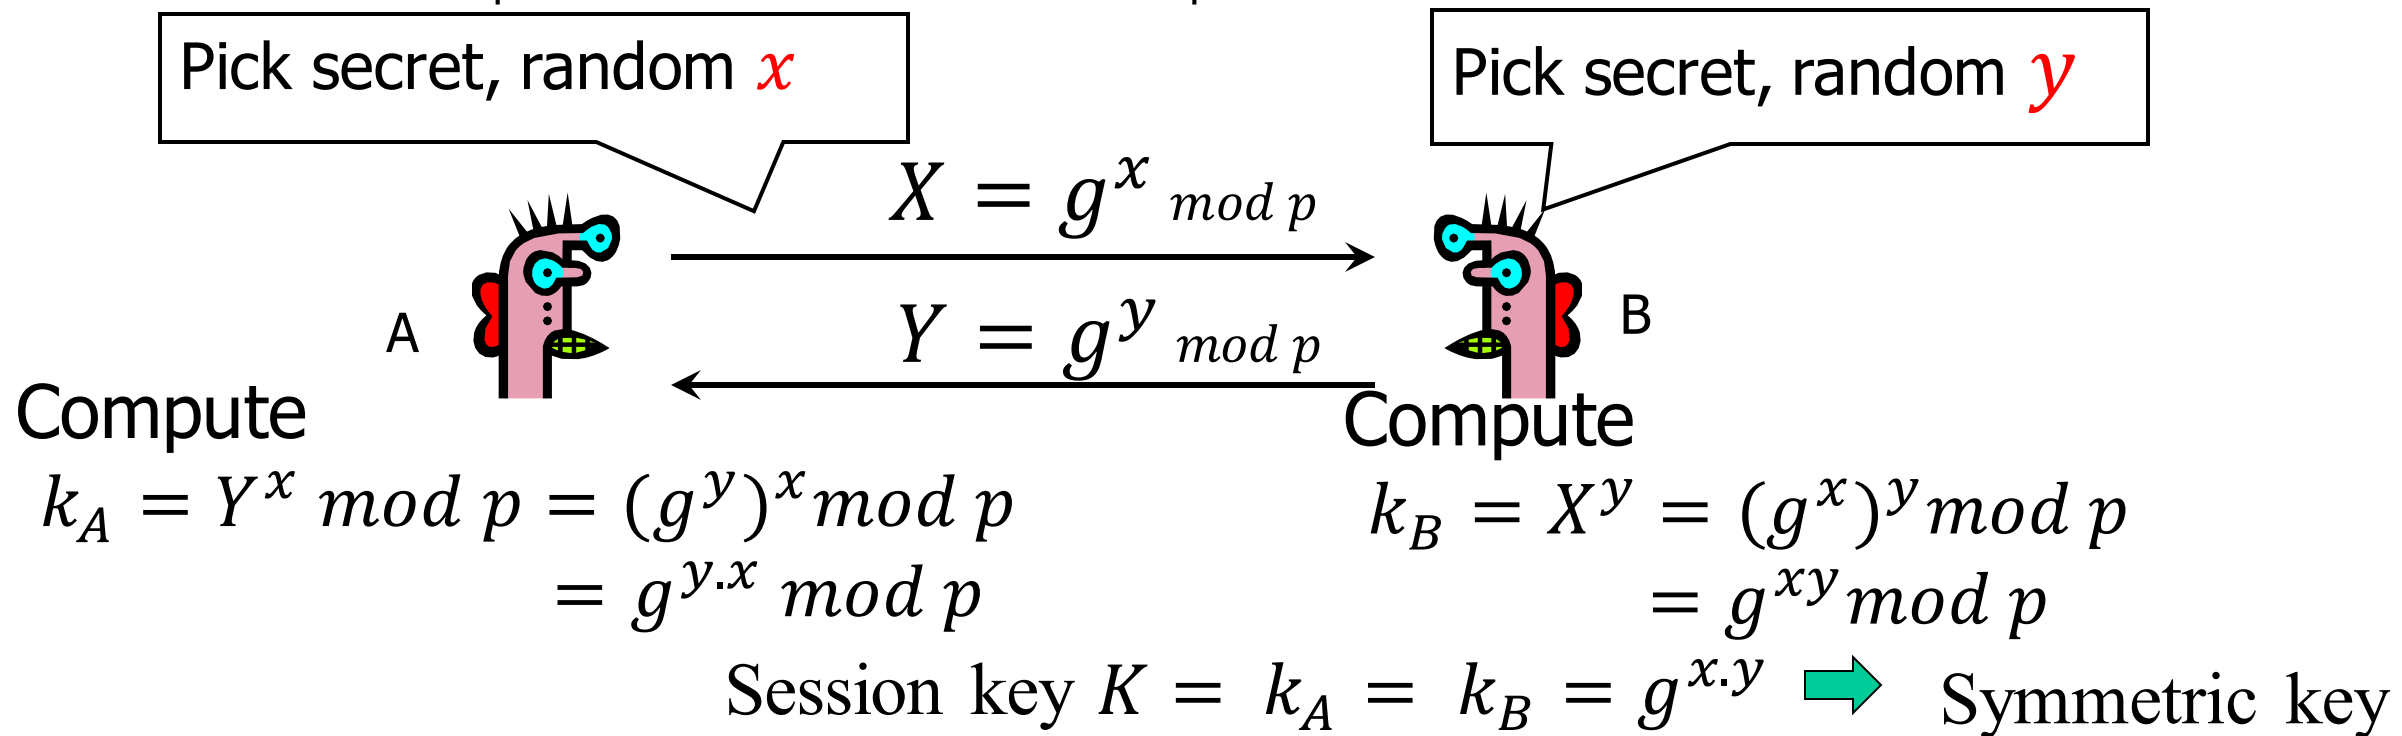 Pick secret, random x
Pick secret, random y
X = g^x mod p
Y = g^y mod p
A
B
Compute
k_A = Y^x mod p = (g^y)^x mod p
= g^{y.x} mod p
Compute
k_B = X^y = (g^x)^y mod p
= g^{xy} mod p
Session key K = k_A = k_B = g^{x.y}
Symmetric key